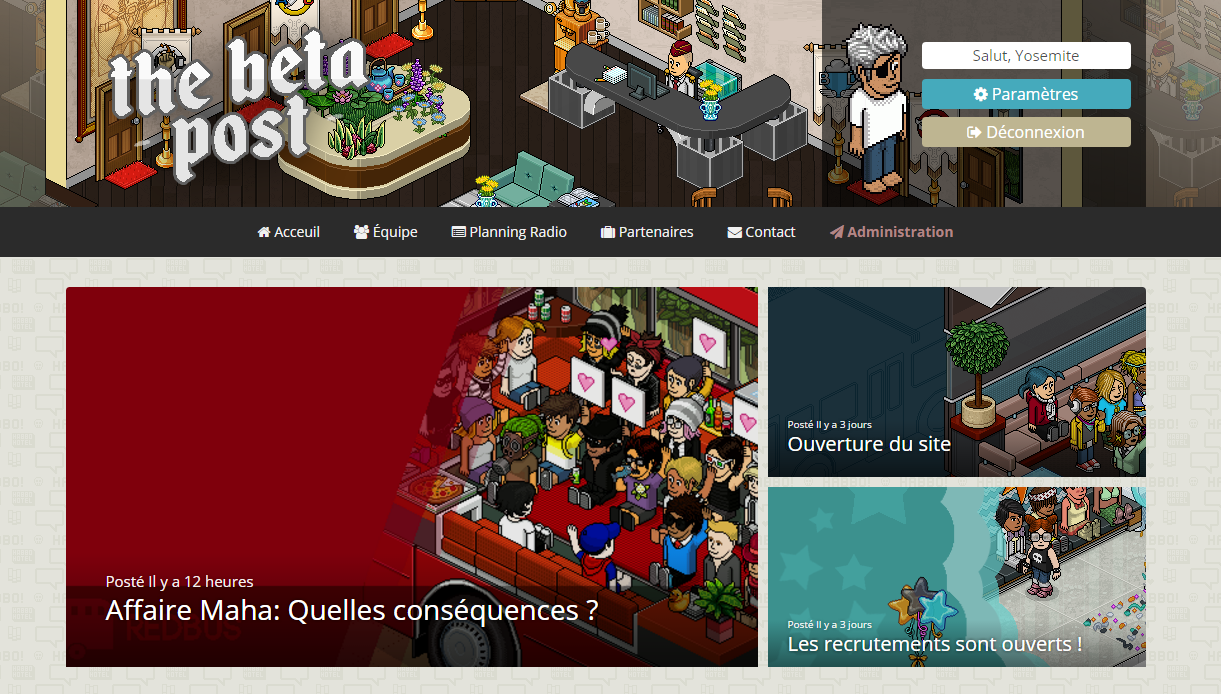 the beta
post
Salut, Yosemite
Paramètres
Déconnexion
Acceuil Équipe Planning Radio Partenaires Contact Administration
Posté Il y a 12 heures
Affaire Maha: Quelles conséquences ?
REDBUS
Posté Il y a 3 jours
Ouverture du site
Posté Il y a 3 jours
Les recrutements sont ouverts !